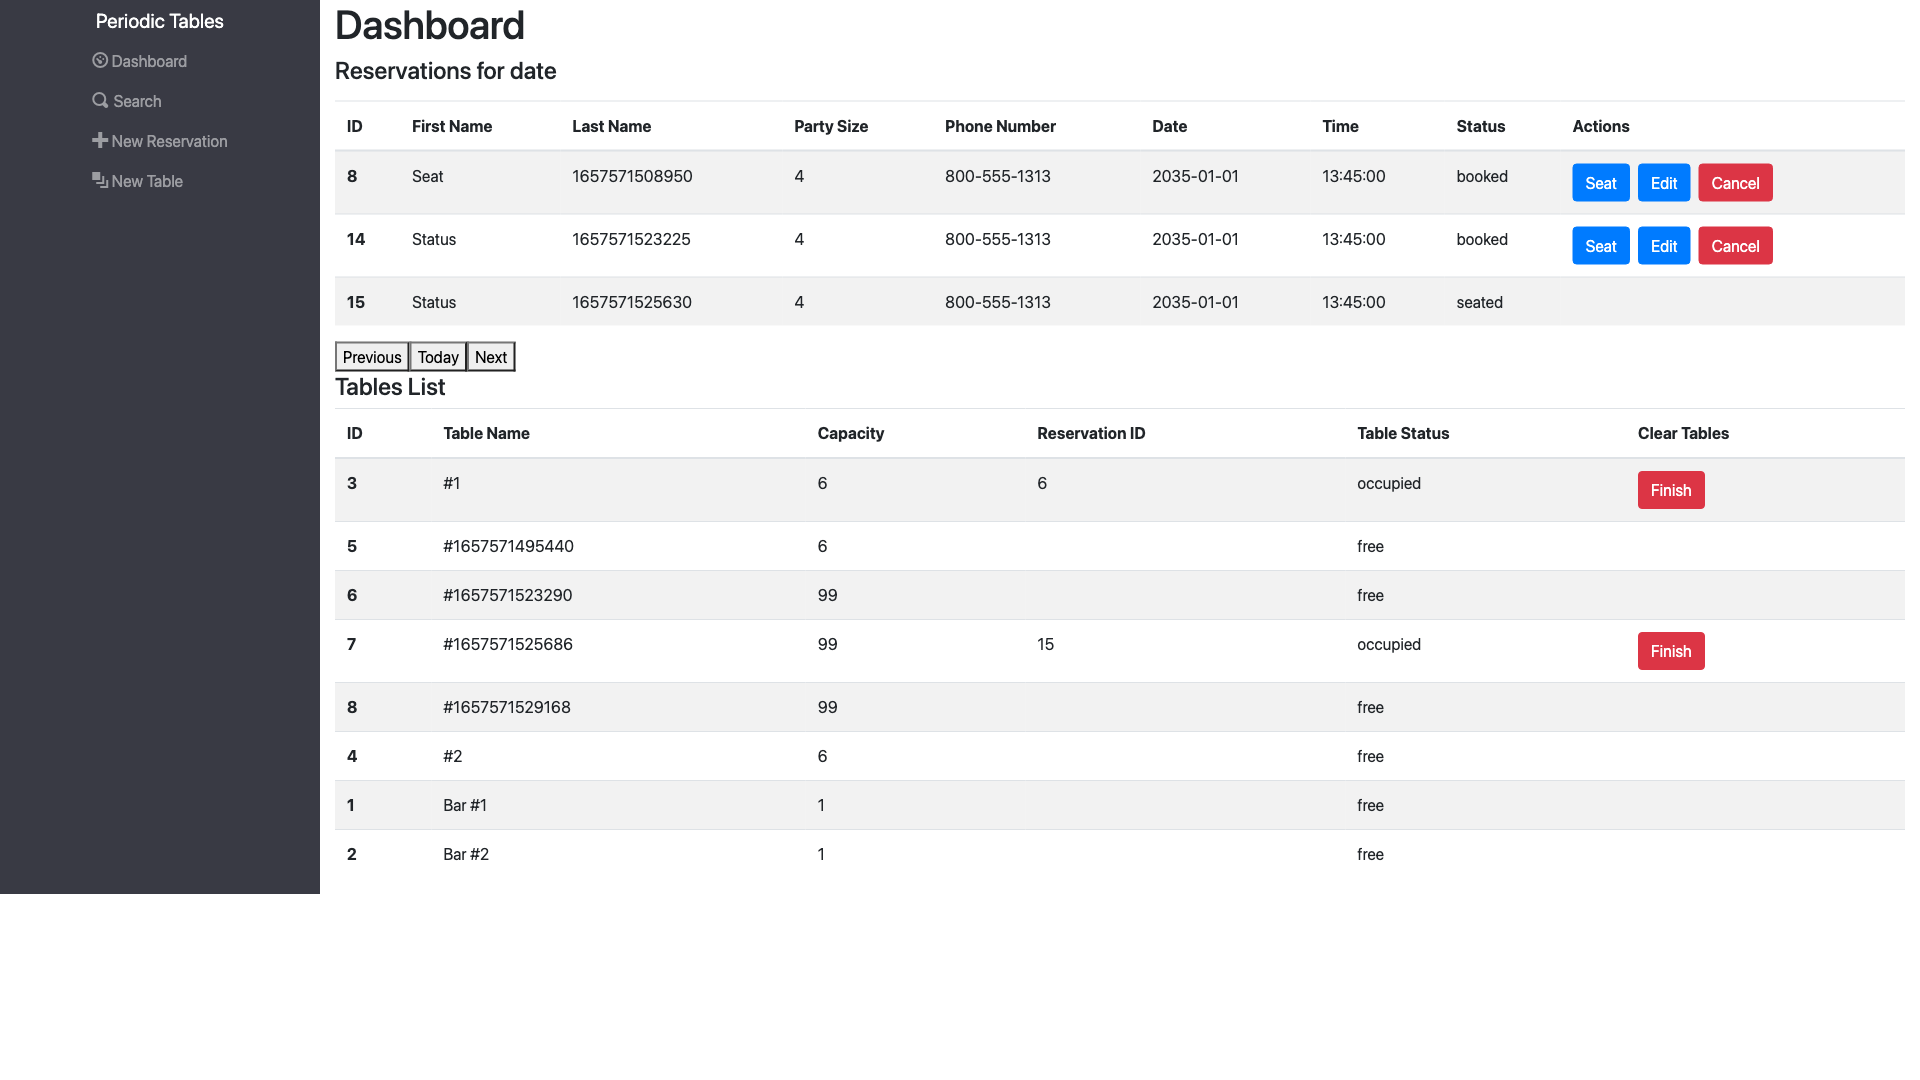 Periodic Tables
Dashboard
Search
New Reservation
New Table
Dashboard
Reservations for date
ID First Name Last Name Party Size Phone Number Date Time Status Actions
8 Seat 1657571508950 4 800-555-1313 2035-01-01 13:45:00 booked Seat Edit Cancel
14 Status 1657571523225 4 800-555-1313 2035-01-01 13:45:00 booked Seat Edit Cancel
15 Status 1657571525630 4 800-555-1313 2035-01-01 13:45:00 seated
Previous Today Next
Tables List
ID Table Name Capacity Reservation ID Table Status Clear Tables
3 #1 6 6 occupied Finish
5 #1657571495440 6 free
6 #1657571523290 99 free
7 #1657571525686 99 15 occupied Finish
8 #1657571529168 99 free
4 #2 6 free
1 Bar #1 1 free
2 Bar #2 1 free